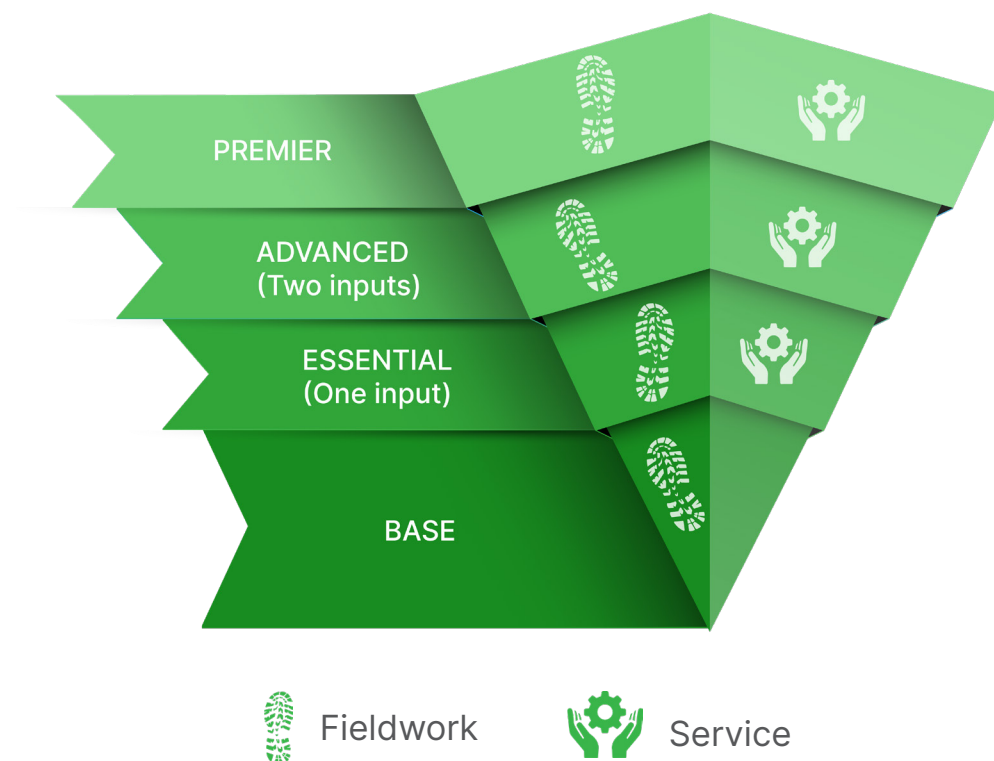 PREMIER
ADVANCED
(Two inputs)
ESSENTIAL
(One input)
BASE
Fieldwork
Service